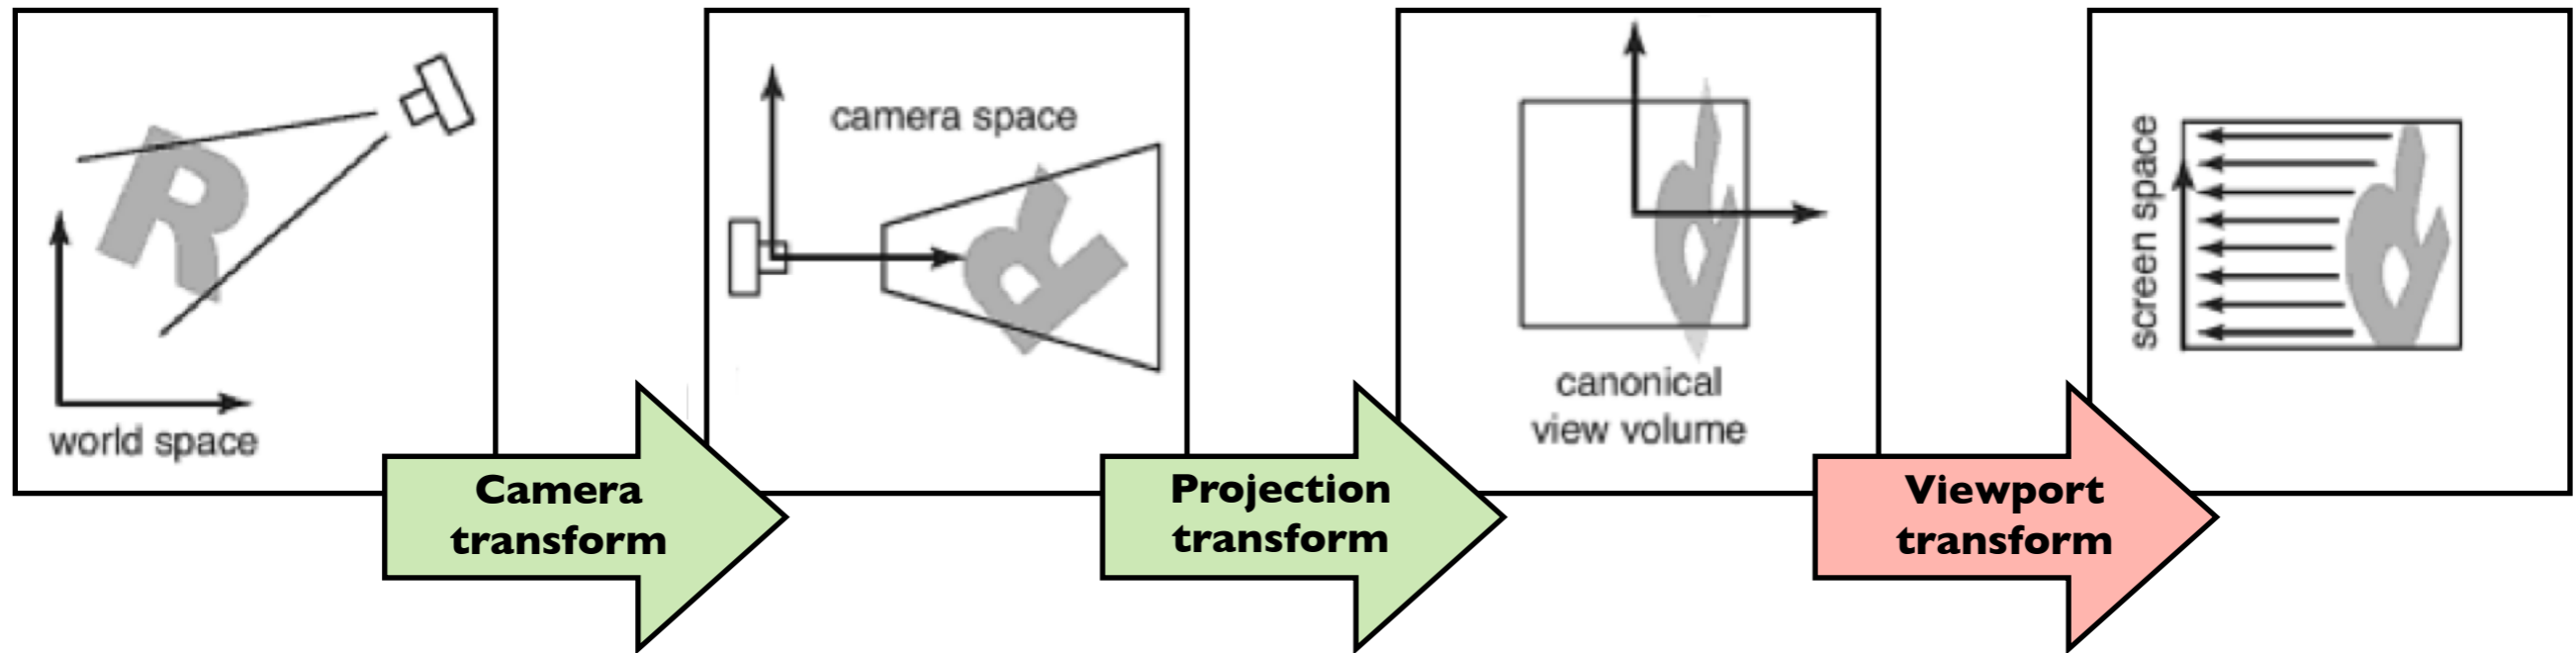 world space
camera space
canonical
view volume
screen space
Camera
transform
Projection
transform
Viewport
transform